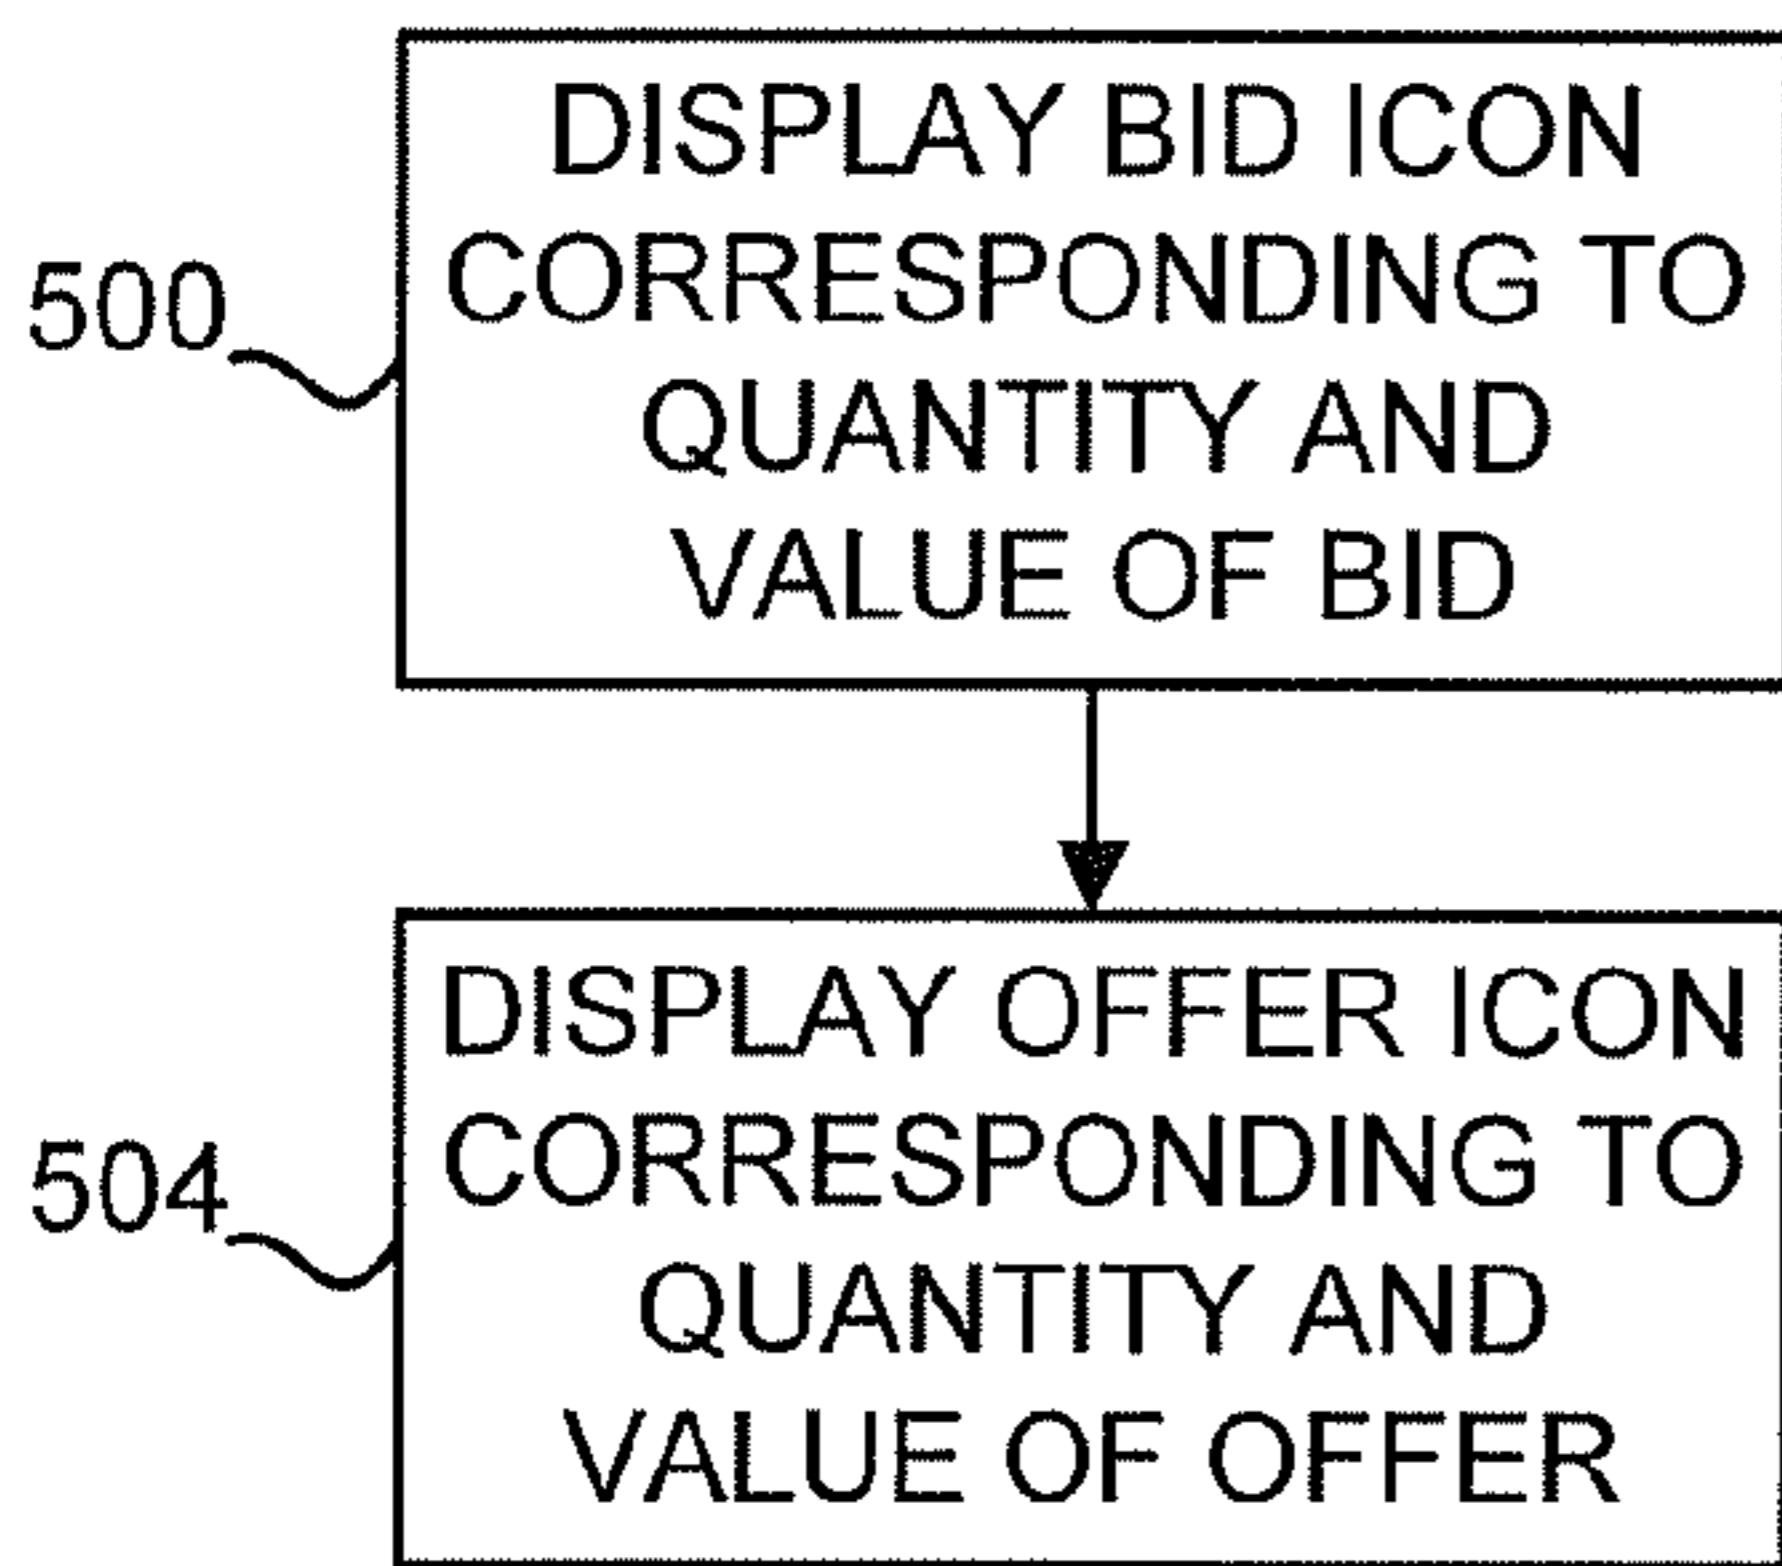 DISPLAY BID ICON
CORRESPONDING TO
500
QUANTITY AND
VALUE OF BID
DISPLAY OFFER ICON
CORRESPONDING TO
504
QUANTITY AND
VALUE OF OFFER